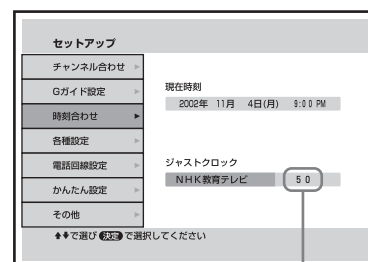 セットアップ
チャンネル合わせ
Gガイド設定
時刻合わせ
各種設定
電話回線設定
かんたん設定
その他
現在時刻
2002年 11月 4日(月) 9:00 PM
ジャストクロック
NHK教育テレビ 50
で選び 決定 で選択してください